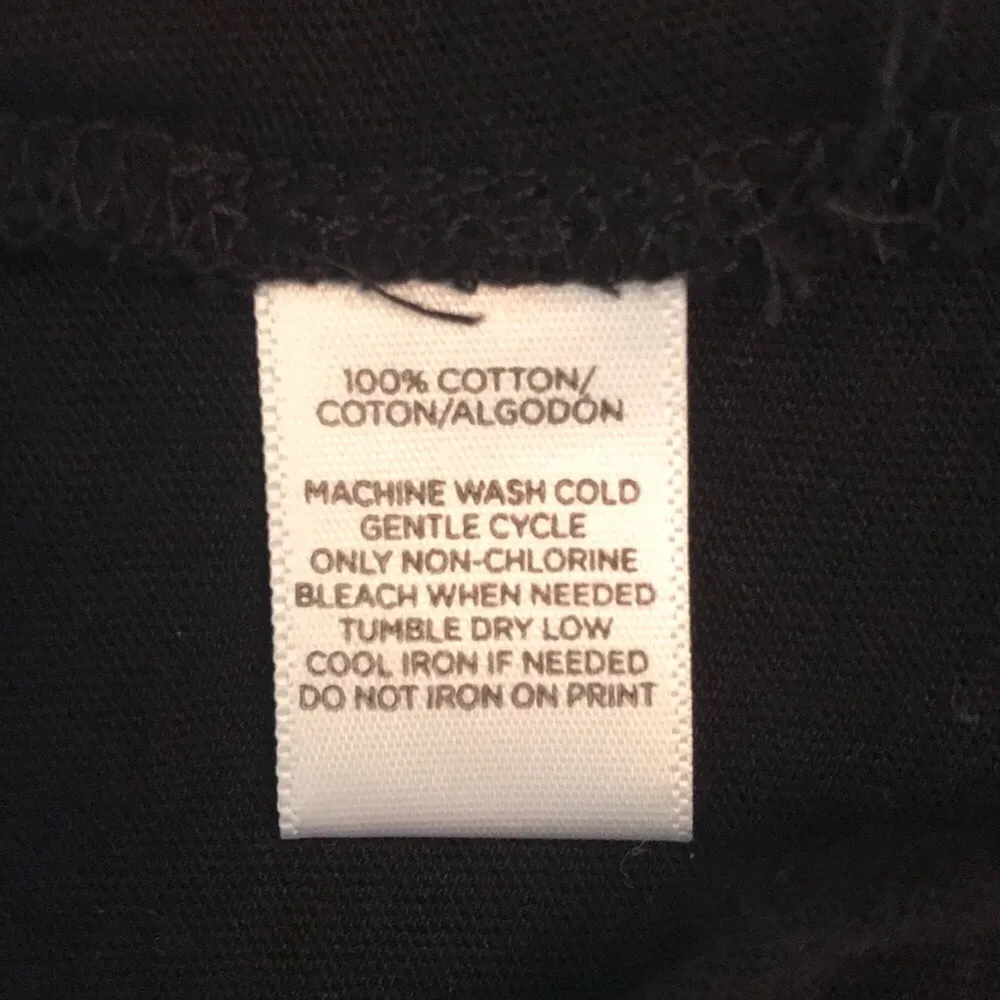 100% COTTON/
COTON/ALGODÓN
MACHINE WASH COLD
GENTLE CYCLE
ONLY NON-CHLORINE
BLEACH WHEN NEEDED
TUMBLE DRY LOW
COOL IRON IF NEEDED
DO NOT IRON ON PRINT